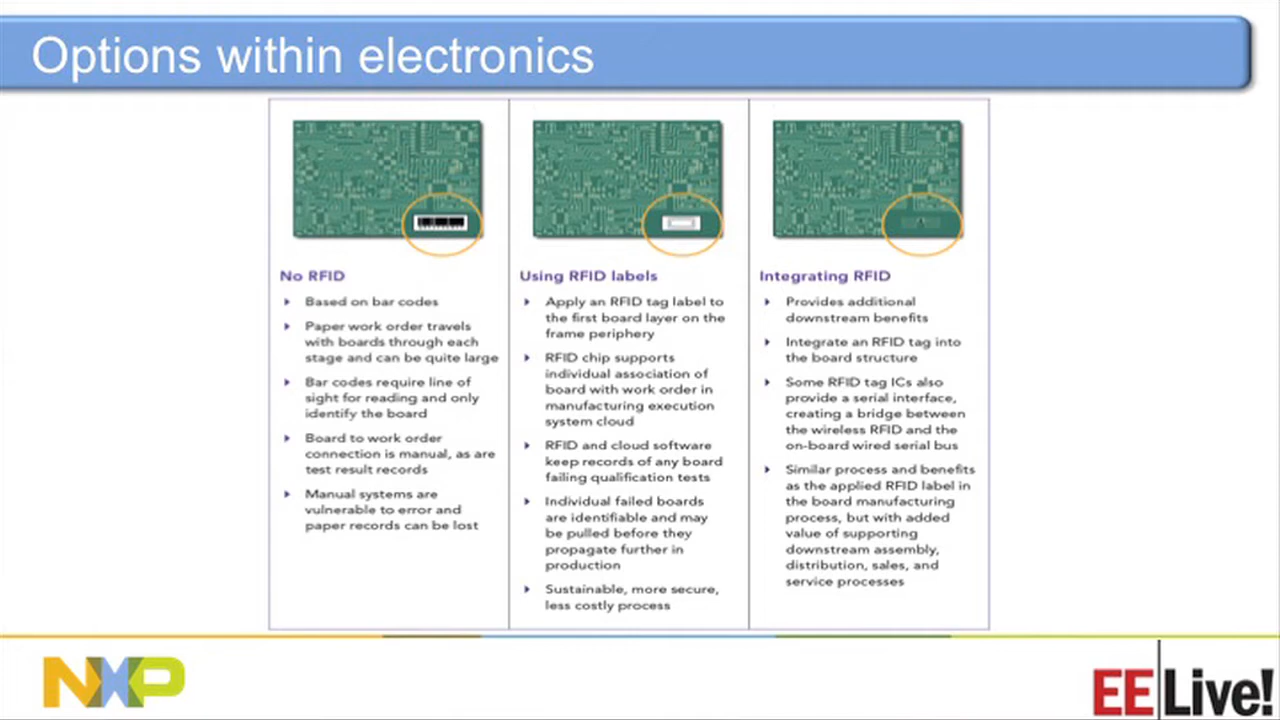 Options within electronics
No RFID
Based on bar codes
Paper work order travels
with boards through each
stage and can be quite large
Bar codes require line of
sight for reading and only
identify the board
Board to work order
connection is manual, as are
test result records
Manual systems are
vulnerable to error and
paper records can be lost
Using RFID labels
Apply an RFID tag label to
the first board layer on the
frame periphery
RFID chip supports
individual association of
board with work order in
manufacturing execution
system cloud
RFID and cloud software
keep records of any board
failing qualification tests
Individual failed boards
are identifiable and may
be pulled before they
propagate further in
production
Sustainable, more secure,
less costly process
Integrating RFID
Provides additional
downstream benefits
Integrate an RFID tag into
the board structure
Some RFID tag ICs also
provide a serial interface,
creating a bridge between
the wireless RFID and the
on-board wired serial bus
Similar process and benefits
as the applied RFID label in
the board manufacturing
process, but with added
value of supporting
downstream assembly,
distribution, sales, and
service processes
NXP
EE Live!